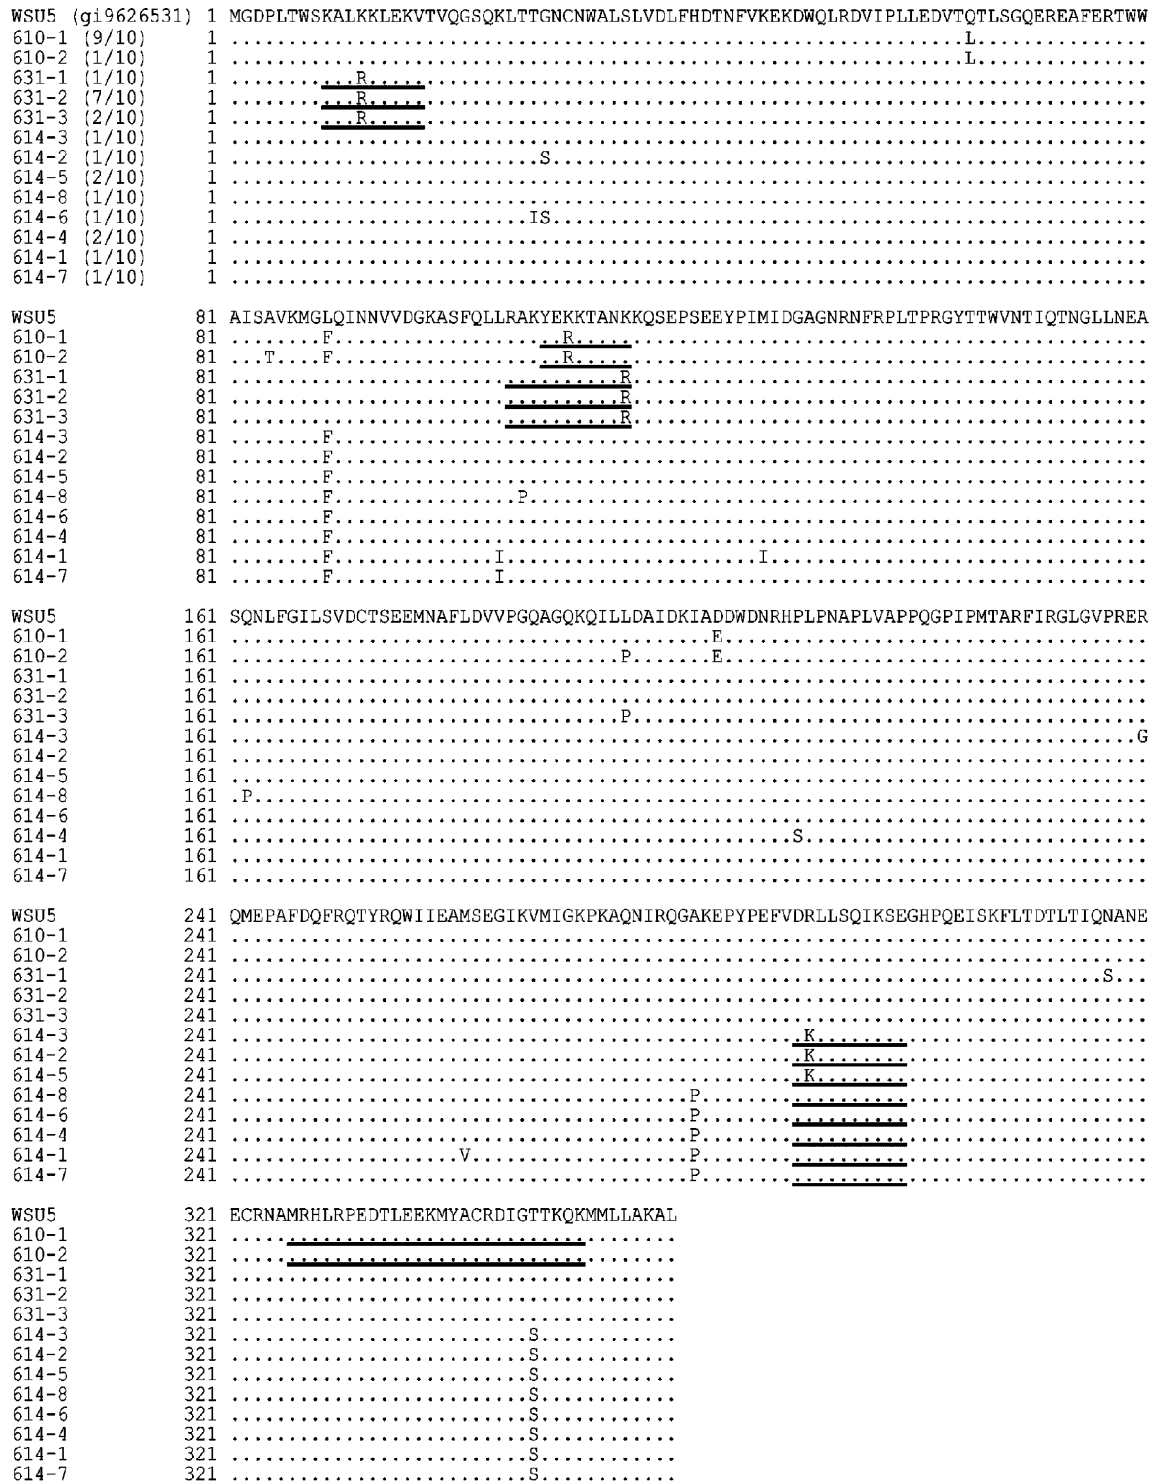 WSU5 (gi9626531) 1 MGDPLTWSKALKKLEKVTVQGSQKLTTGNCNWALSLVDLFHDTNFVKEKDWQLRDVIPLLEDVTQTLSGQEREAFERTWW
610-1 (9/10) 1 ................................................................L...............
610-2 (1/10) 1 ................................................................L...............
631-1 (1/10) 1 ...........R....................................................................
631-2 (7/10) 1 ...........R....................................................................
631-3 (2/10) 1 ...........R....................................................................
614-3 (1/10) 1 ................................................................................
614-2 (1/10) 1 ...........................S....................................................
614-5 (2/10) 1 ................................................................................
614-8 (1/10) 1 ................................................................................
614-6 (1/10) 1 ..........................IS....................................................
614-4 (2/10) 1 ................................................................................
614-1 (1/10) 1 ................................................................................
614-7 (1/10) 1 ................................................................................
WSU5 81 AISAVKMGLQINNVVDGKASFQLLRAKYEKKTANKKQSEPSEEYPIMIDGAGNRNFRPLTPRGYTTWVNTIQTNGLLNEA
610-1 81 ........F....................R..................................................
610-2 81 ...T....F....................R..................................................
631-1 81 ..................................R.............................................
631-2 81 ..................................R.............................................
631-3 81 ..................................R.............................................
614-3 81 ........F.......................................................................
614-2 81 ........F.......................................................................
614-5 81 ........F.......................................................................
614-8 81 ........F................P......................................................
614-6 81 ........F.......................................................................
614-4 81 ........F.......................................................................
614-1 81 ........F..............I......................I.................................
614-7 81 ........F..............I........................................................
WSU5 161 SQNLFGILSVDCTSEEMNAFLDVVPGQAGQKQILLDAIDKIADDWDNRHPLPNAPLVAPPQGPIPMTARFIRGLGVPRER
610-1 161 ..........................................E.....................................
610-2 161 ..................................P.......E.....................................
631-1 161 ................................................................................
631-2 161 ................................................................................
631-3 161 ..................................P.............................................
614-3 161 ...............................................................................G
614-2 161 ................................................................................
614-5 161 ................................................................................
614-8 161 .P..............................................................................
614-6 161 ................................................................................
614-4 161 .................................................S..............................
614-1 161 ................................................................................
614-7 161 ................................................................................
WSU5 241 QMEPAFDQFRQTYRQWIIEAMSEGIKVMIGKPKAQNIRQGAKEPYPEFVDRLLSQIKSEGHPQEISKFLTDTLTIQNANE
610-1 241 ................................................................................
610-2 241 ................................................................................
631-1 241 ............................................................................S...
631-2 241 ................................................................................
631-3 241 ................................................................................
614-3 241 ..................................................K.............................
614-2 241 ..................................................K.............................
614-5 241 ..................................................K.............................
614-8 241 ........................................P.......................................
614-6 241 ........................................P.......................................
614-4 241 ........................................P.......................................
614-1 241 ....................V...................P.......................................
614-7 241 ........................................P.......................................
WSU5 321 ECRNAMRHLRPEDTLEEKMYACRDIGTTKQKMMLLAKAL
610-1 321 .......................................
610-2 321 .......................................
631-1 321 .......................................
631-2 321 .......................................
631-3 321 .......................................
614-3 321 ..........................S............
614-2 321 ..........................S............
614-5 321 ..........................S............
614-8 321 ..........................S............
614-6 321 ..........................S............
614-4 321 ..........................S............
614-1 321 ..........................S............
614-7 321 ..........................S............